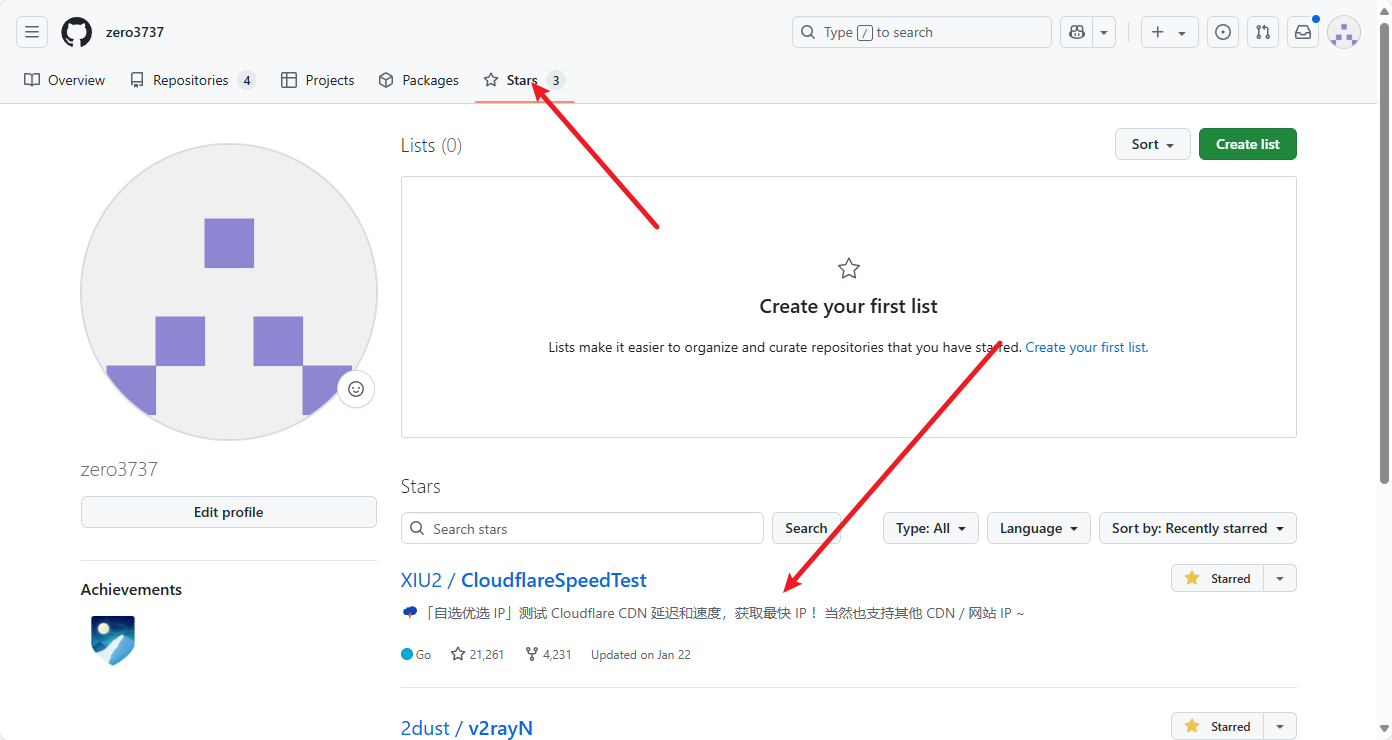 zero3737
Type / to search
Overview
Repositories 4
Projects
Packages
Stars 3
Lists (0)
Sort
Create list
Create your first list
Lists make it easier to organize and curate repositories that you have starred. Create your first list.
zero3737
Edit profile
Achievements
Stars
Search stars
Search
Type: All
Language
Sort by: Recently starred
XIU2 / CloudflareSpeedTest
Starred
「自选优选 IP」测试 Cloudflare CDN 延迟和速度，获取最快 IP ！当然也支持其他 CDN / 网站 IP ~
Go 21,261 4,231 Updated on Jan 22
2dust / v2rayN
Starred